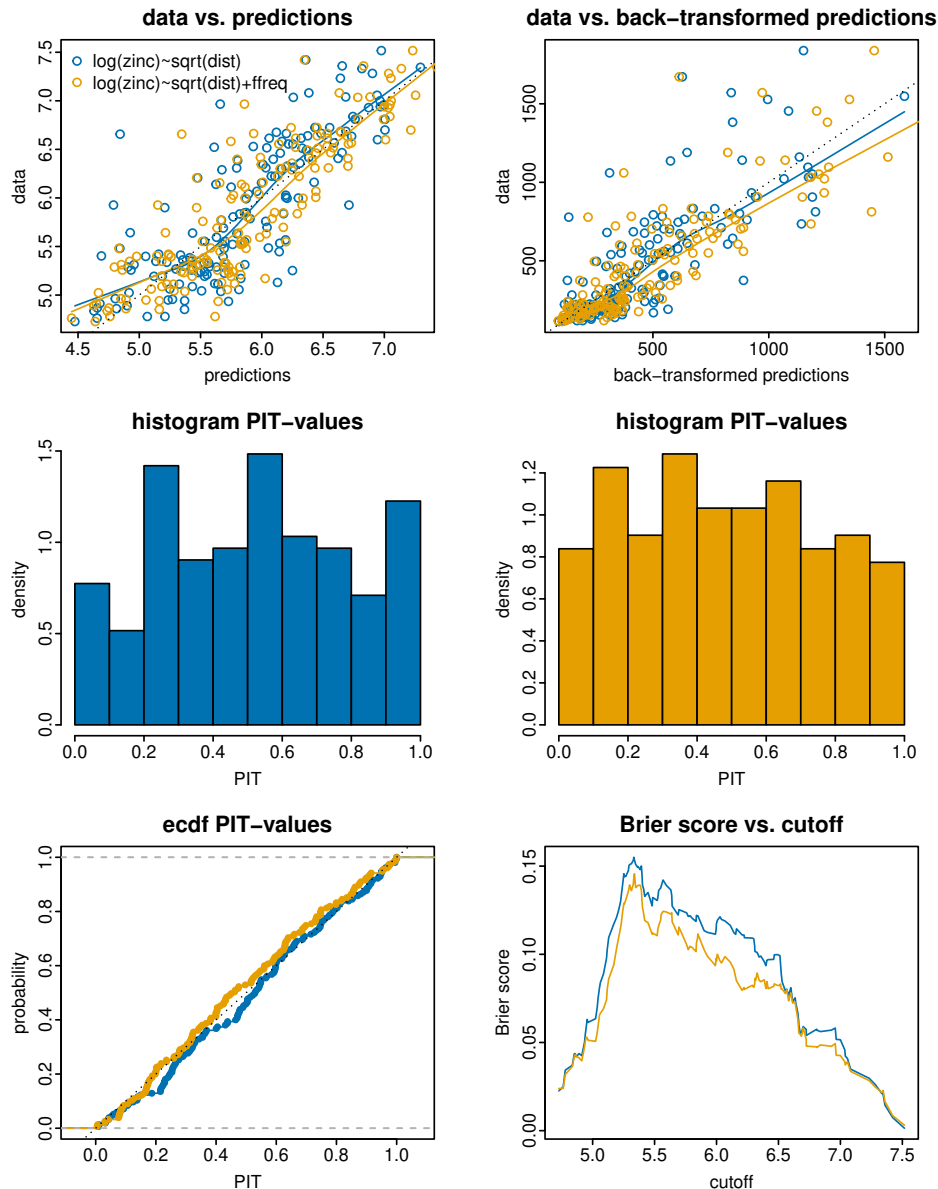 data vs. predictions
data
7.5
7.0
6.5
6.0
5.5
5.0
log(zinc)~sqrt(dist)
log(zinc)~sqrt(dist)+ffreq
4.5 5.0 5.5 6.0 6.5 7.0
predictions
data vs. back−transformed predictions
data
1500
1000
500
500 1000 1500
back−transformed predictions
histogram PIT−values
density
1.5
1.0
0.5
0.0
0.0 0.2 0.4 0.6 0.8 1.0
PIT
histogram PIT−values
density
1.2
1.0
0.8
0.6
0.4
0.2
0.0
0.0 0.2 0.4 0.6 0.8 1.0
PIT
ecdf PIT−values
probability
1.0
0.8
0.6
0.4
0.2
0.0
0.0 0.2 0.4 0.6 0.8 1.0
PIT
Brier score vs. cutoff
Brier score
0.15
0.10
0.05
0.00
5.0 5.5 6.0 6.5 7.0 7.5
cutoff